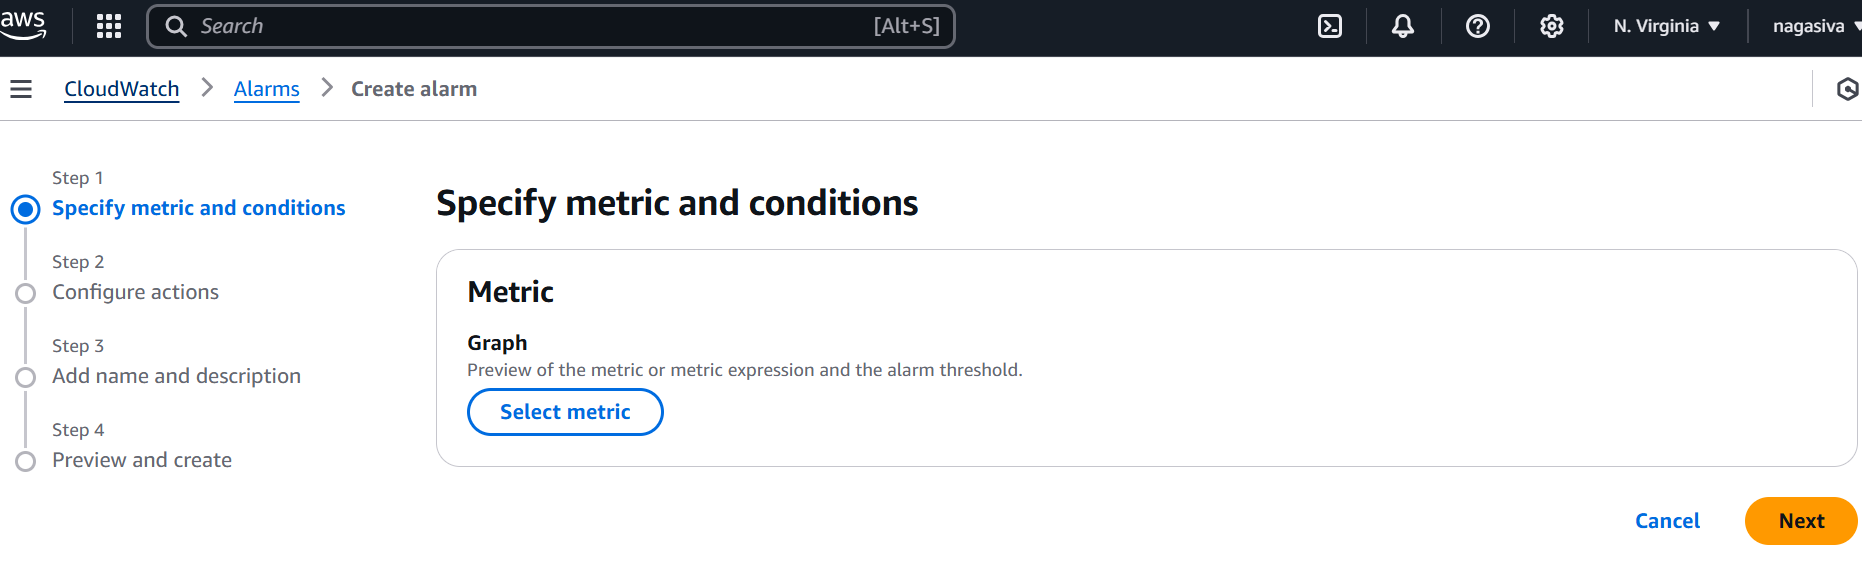 aws
Search [Alt+S]
N. Virginia
nagasiva
CloudWatch
Alarms
Create alarm
Step 1
Specify metric and conditions
Step 2
Configure actions
Step 3
Add name and description
Step 4
Preview and create
Specify metric and conditions
Metric
Graph
Preview of the metric or metric expression and the alarm threshold.
Select metric
Cancel
Next